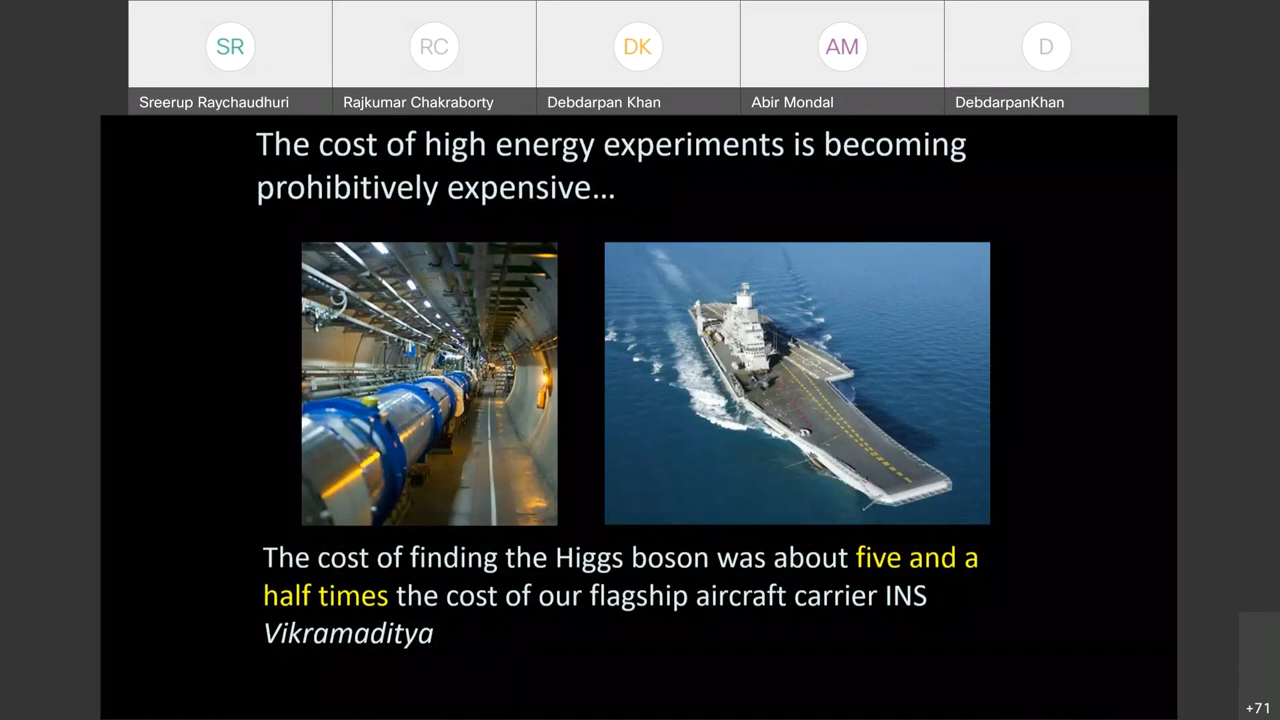 SR
RC
DK
AM
D
Sreerup Raychaudhuri
Rajkumar Chakraborty
Debdarpan Khan
Abir Mondal
DebdarpanKhan
The cost of high energy experiments is becoming
prohibitively expensive...
The cost of finding the Higgs boson was about five and a
half times the cost of our flagship aircraft carrier INS
Vikramaditya
+71